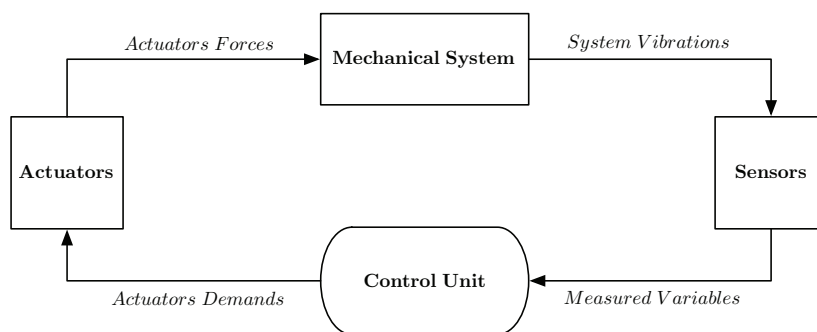 Actuators Forces
Mechanical System
System Vibrations
Actuators
Sensors
Control Unit
Actuators Demands
Measured Variables